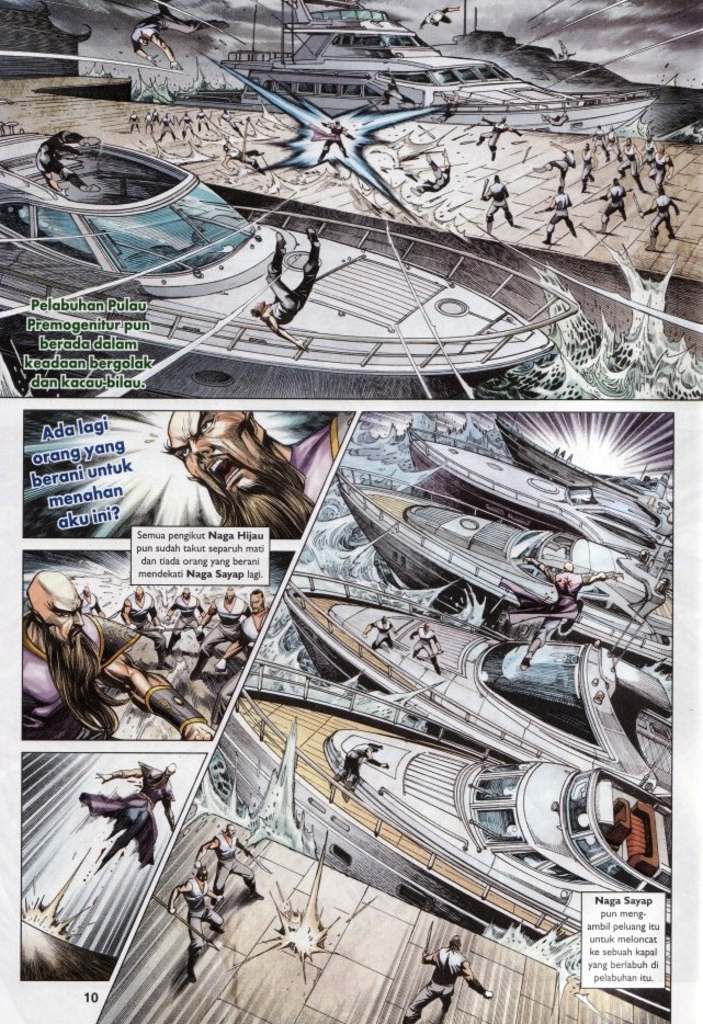 Pelabuhan Pulau
Premogenitur pun
berada dalam
keadaan bergolak
dan kacau-bilau.
Ada lagi
orang yang
berani untuk
menahan
aku ini?
Semua pengikut Naga Hijau
pun sudah takut separuh mati
dan tiada orang yang berani
mendekati Naga Sayap lagi.
Naga Sayap
pun meng-
ambil peluang itu
untuk meloncat
ke sebuah kapal
yang berlabuh di
pelabuhan itu.
10